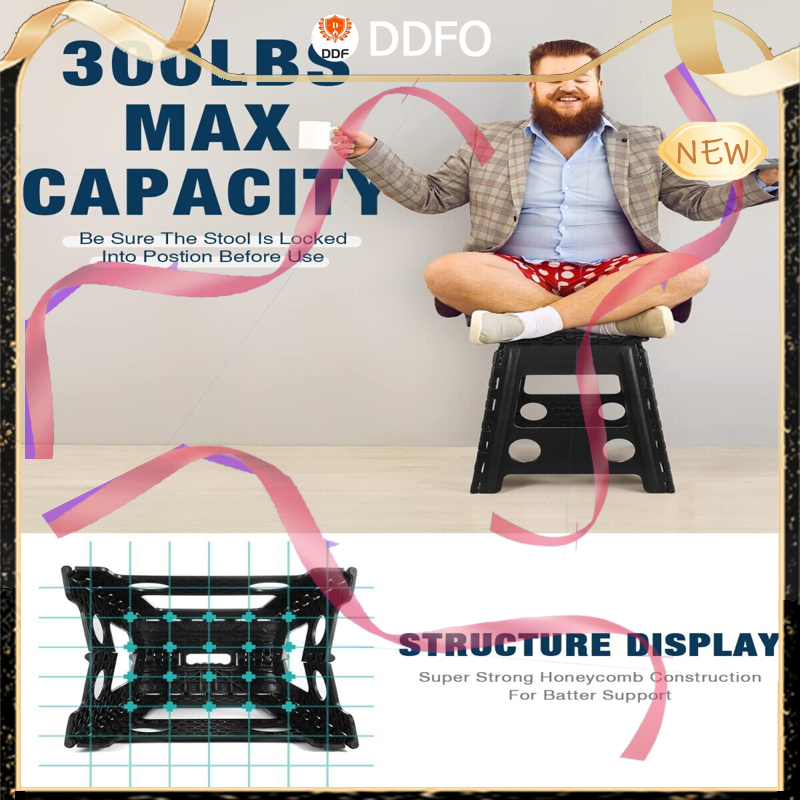 DDF
DDFO
300LBS
MAX
CAPACITY
NEW
Be Sure The Stool Is Locked
Into Postion Before Use
STRUCTURE DISPLAY
Super Strong Honeycomb Construction
For Batter Support